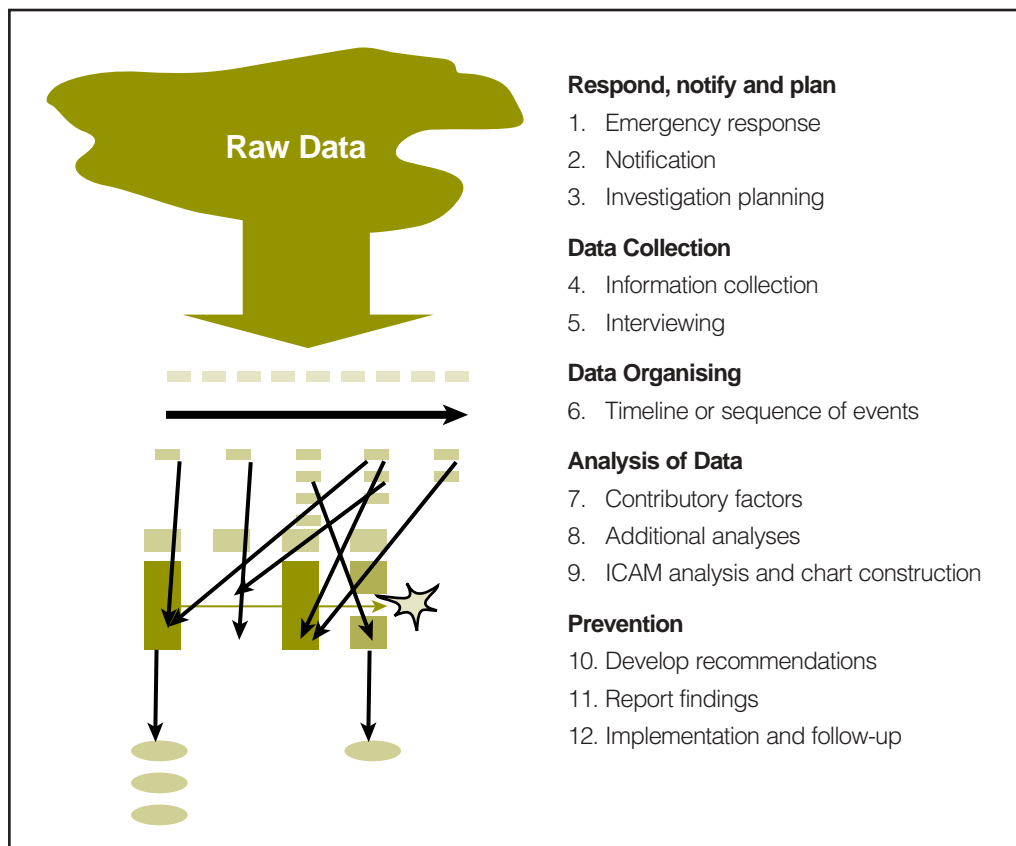 Raw Data
Respond, notify and plan
1. Emergency response
2. Notification
3. Investigation planning
Data Collection
4. Information collection
5. Interviewing
Data Organising
6. Timeline or sequence of events
Analysis of Data
7. Contributory factors
8. Additional analyses
9. ICAM analysis and chart construction
Prevention
10. Develop recommendations
11. Report findings
12. Implementation and follow-up